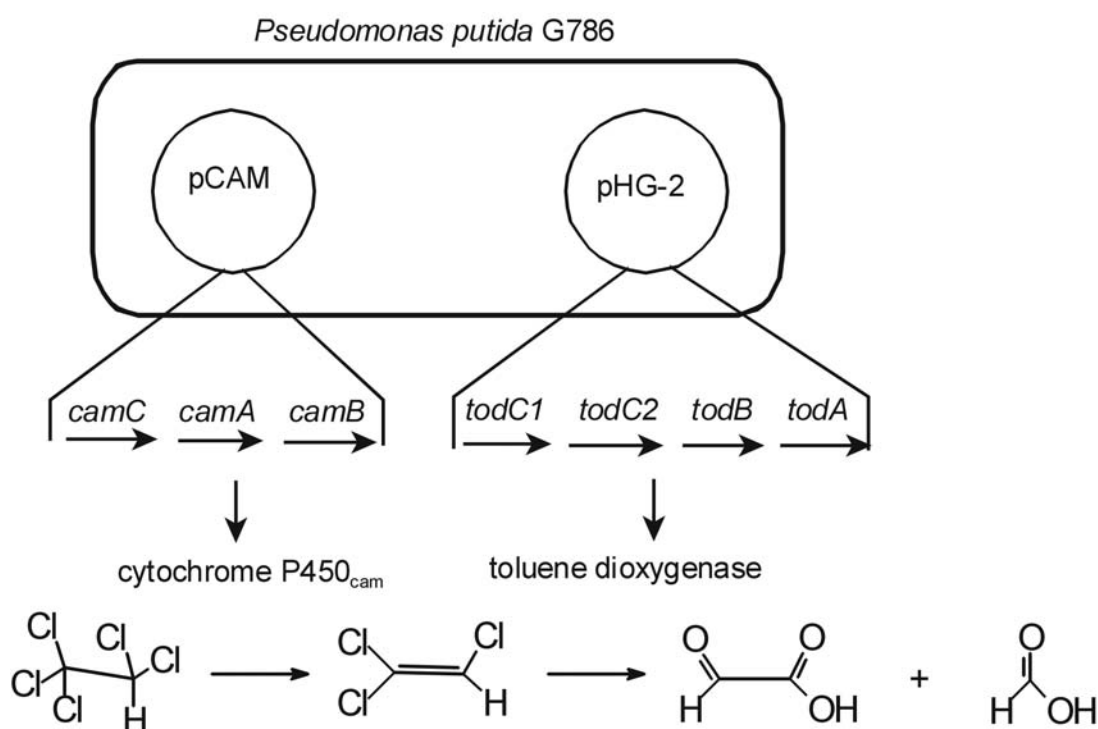 Pseudomonas putida G786
pCAM pHG-2
camC camA camB todC1 todC2 todB todA
cytochrome P450cam toluene dioxygenase
Cl Cl Cl Cl Cl H
Cl Cl Cl H
O H O OH
+
O H OH